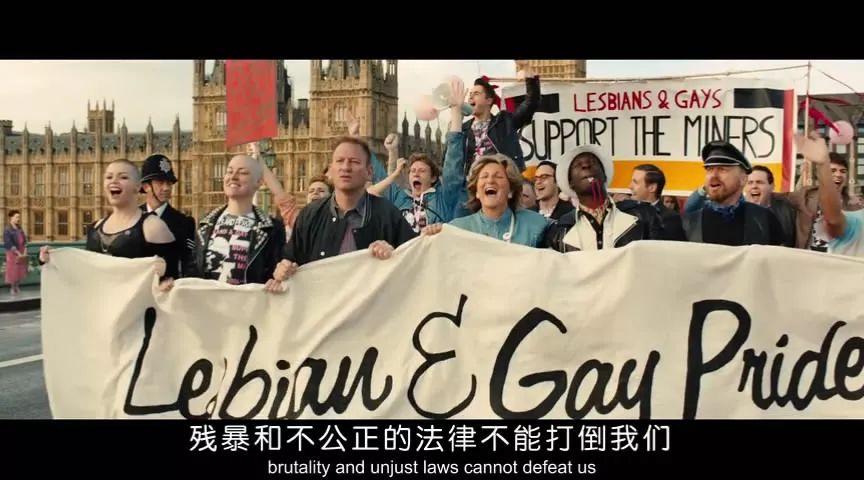 LESBIANS & GAYS
SUPPORT THE MINERS
Lesbian & Gay Pride
残暴和不公正的法律不能打倒我们
brutality and unjust laws cannot defeat us